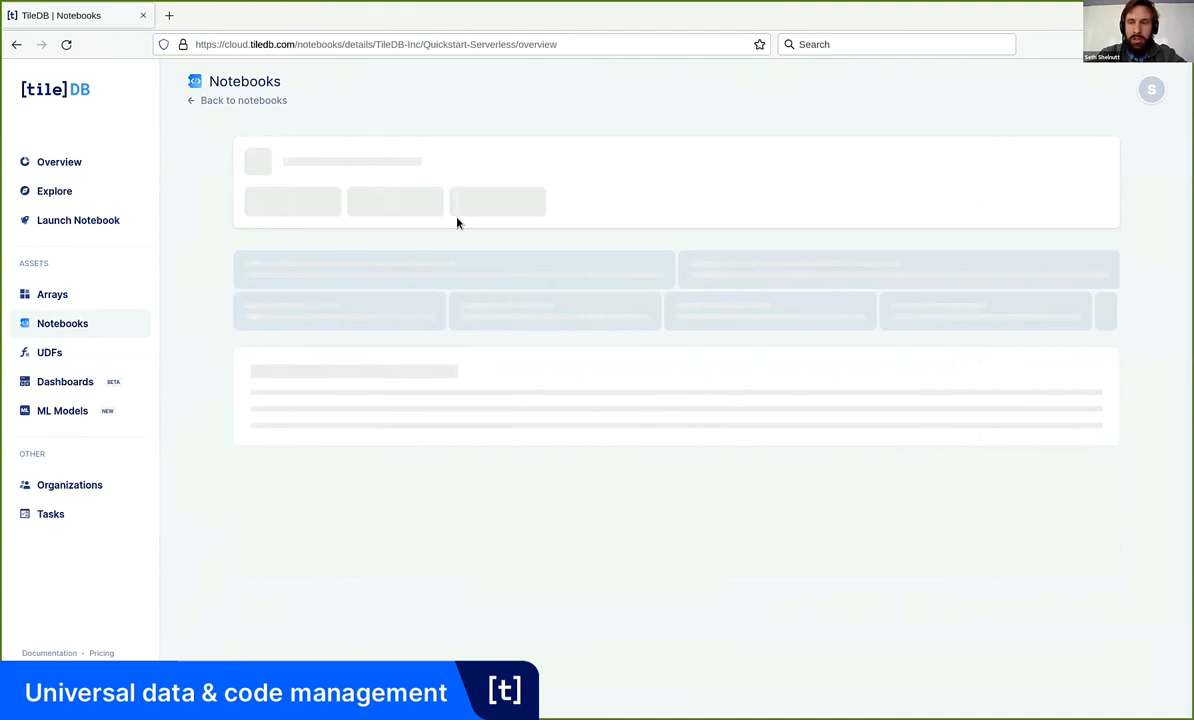 [t] TileDB | Notebooks
https://cloud.tiledb.com/notebooks/details/TileDB-Inc/Quickstart-Serverless/overview
Search
Seth Shelnutt
[tile]DB
Notebooks
Back to notebooks
S
Overview
Explore
Launch Notebook
ASSETS
Arrays
Notebooks
UDFs
Dashboards BETA
ML Models NEW
OTHER
Organizations
Tasks
Documentation • Pricing
Universal data & code management [t]